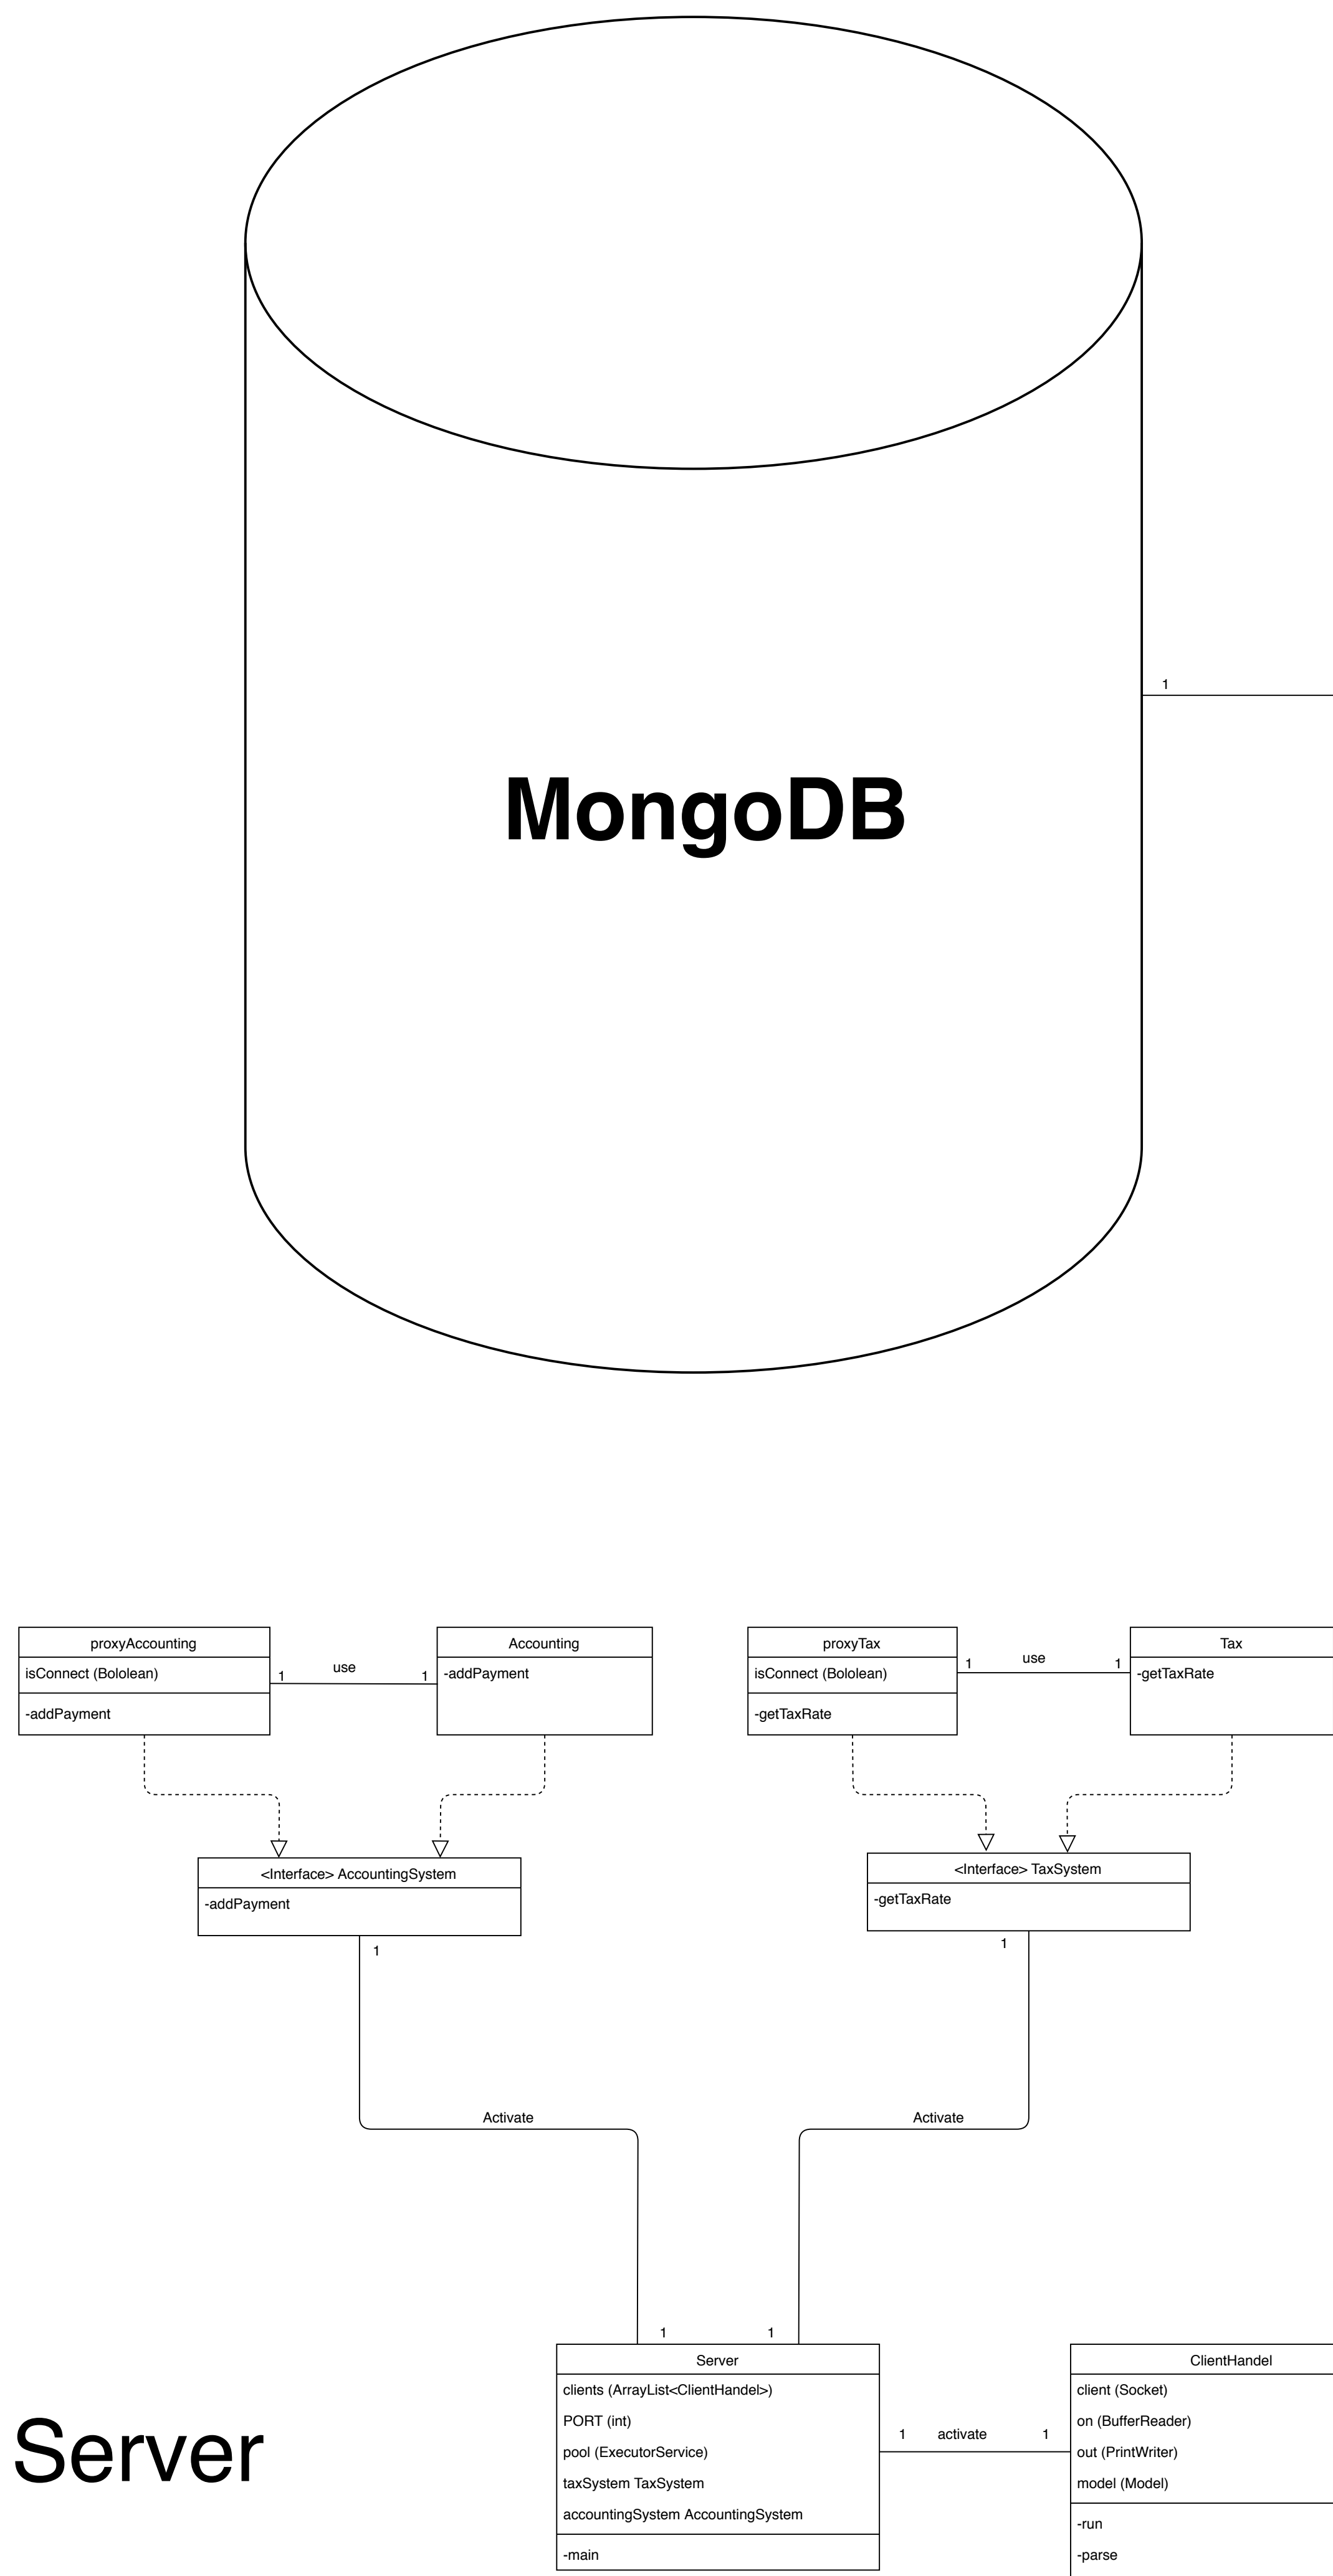 1
MongoDB
proxyAccounting
isConnect (Bololean)
-addPayment
1 use 1
Accounting
-addPayment
proxyTax
isConnect (Bololean)
-getTaxRate
1 use 1
Tax
-getTaxRate
<Interface> AccountingSystem
-addPayment
1
<Interface> TaxSystem
-getTaxRate
1
Activate
Activate
1
1
Server
Server
clients (ArrayList<ClientHandel>)
PORT (int)
pool (ExecutorService)
taxSystem TaxSystem
accountingSystem AccountingSystem
-main
1 activate 1
ClientHandel
client (Socket)
on (BufferReader)
out (PrintWriter)
model (Model)
-run
-parse